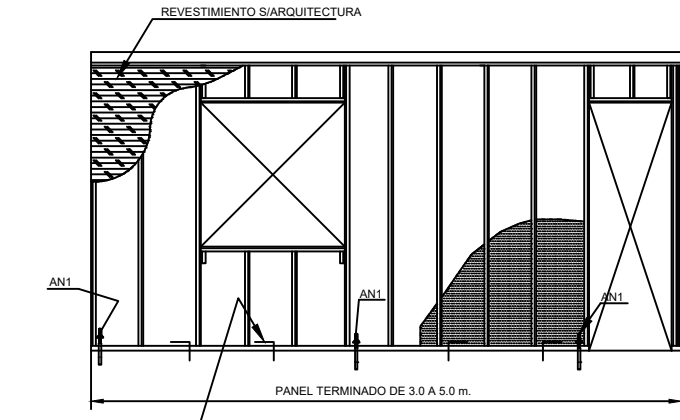 REVESTIMIENTO S/ARQUITECTURA
AN1
AN1
AN1
PANEL TERMINADO DE 3.0 A 5.0 m.